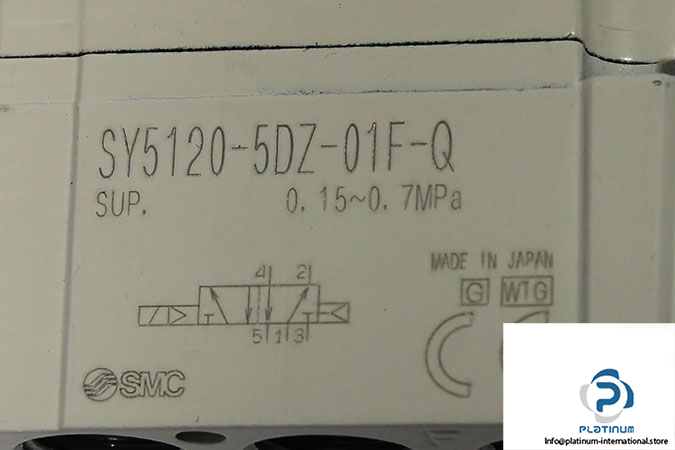 SY5120-5DZ-01F-Q
SUP. 0.15~0.7MPa
4 2
5 1 3
MADE IN JAPAN
G WTG
CE
SMC
PLATINUM
Info@platinum-international.store